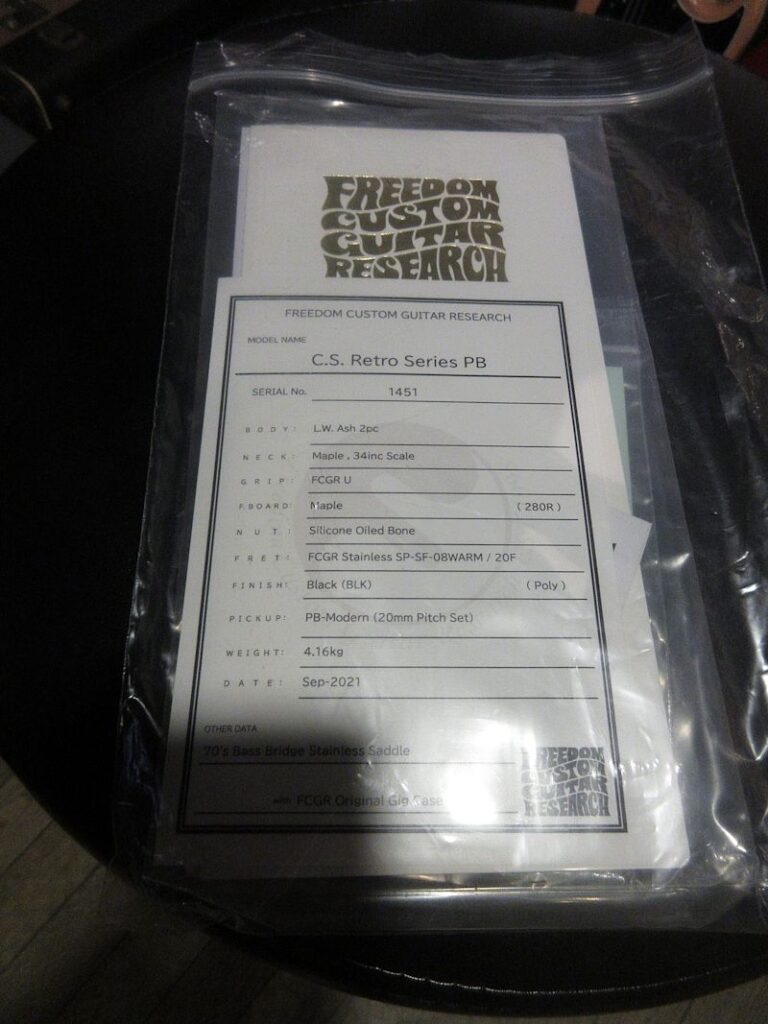 FREEDOM
CUSTOM
GUITAR
RESEARCH
FREEDOM CUSTOM GUITAR RESEARCH
MODEL NAME
C.S. Retro Series PB
SERIAL No. 1451
BODY: L.W. Ash 2pc
NECK: Maple , 34inc Scale
GRIP: FCGR U
F.BOARD: Maple (280R)
NUT: Silicone Oiled Bone
FRET: FCGR Stainless SP-SF-08WARM / 20F
FINISH: Black (BLK) (Poly)
PICKUP: PB-Modern (20mm Pitch Set)
WEIGHT: 4.16kg
DATE: Sep-2021
OTHER DATA
70's Bass Bridge Stainless Saddle
with FCGR Original Gig Case
FREEDOM
CUSTOM
GUITAR
RESEARCH